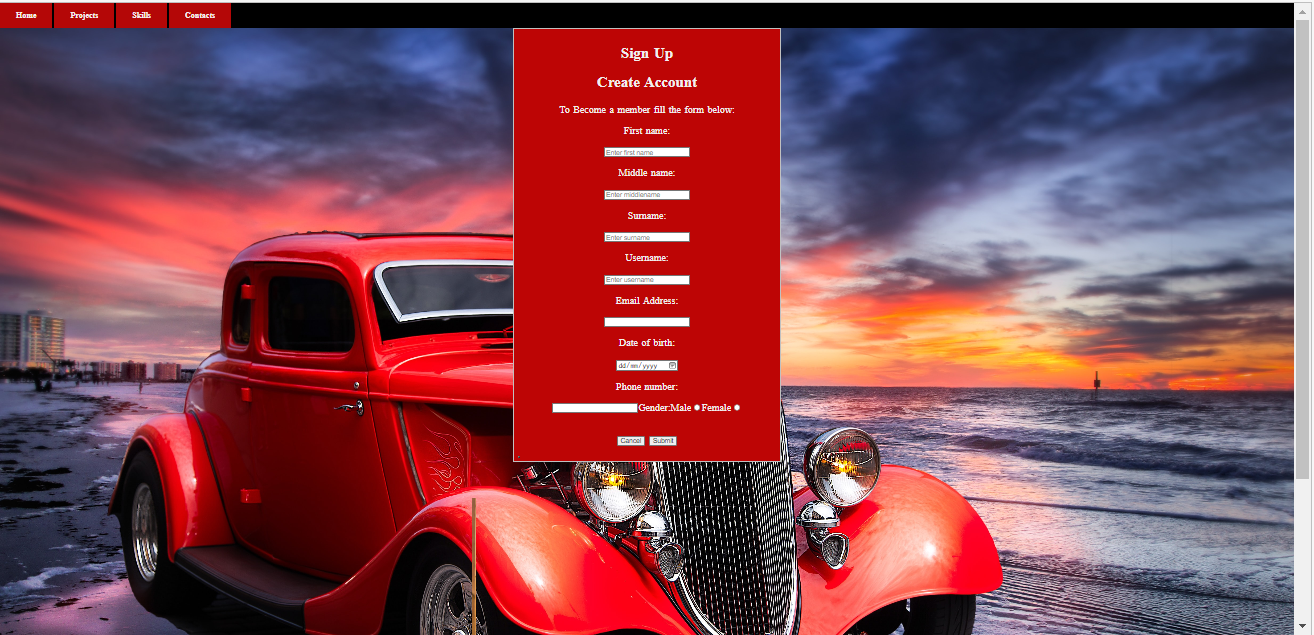 Home Projects Skills Contacts
Sign Up
Create Account
To Become a member fill the form below:
First name:
Enter first name
Middle name:
Enter middlename
Surname:
Enter surname
Username:
Enter username
Email Address:
Date of birth:
dd/mm/yyyy
Phone number:
Gender:Male Female
Cancel Submit